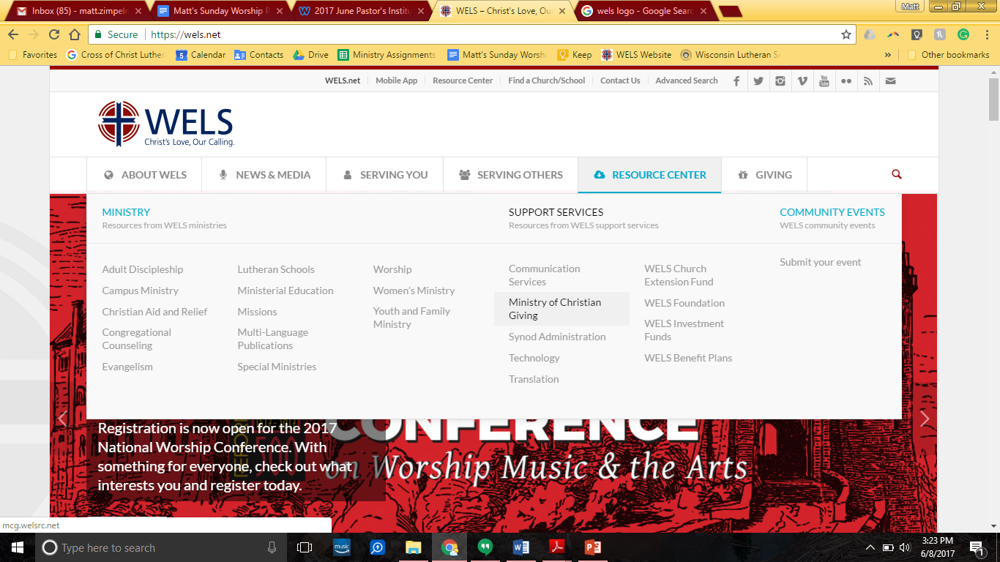 Inbox (85) - matt.zimpeln
Matt's Sunday Worship P
2017 June Pastor's Institu
WELS – Christ's Love, Ou
wels logo - Google Searc
Matt
Secure
https://wels.net
Favorites
Cross of Christ Luther
Calendar
Contacts
Drive
Ministry Assignments
Matt's Sunday Worshi
Keep
WELS Website
Wisconsin Lutheran Se
»
Other bookmarks
WELS.net
Mobile App
Resource Center
Find a Church/School
Contact Us
Advanced Search
You Tube
WELS
Christ's Love, Our Calling.
ABOUT WELS
NEWS & MEDIA
SERVING YOU
SERVING OTHERS
RESOURCE CENTER
GIVING
MINISTRY
Resources from WELS ministries
Adult Discipleship
Campus Ministry
Christian Aid and Relief
Congregational
Counseling
Evangelism
Lutheran Schools
Ministerial Education
Missions
Multi-Language
Publications
Special Ministries
Worship
Women's Ministry
Youth and Family
Ministry
SUPPORT SERVICES
Resources from WELS support services
Communication
Services
Ministry of Christian
Giving
Synod Administration
Technology
Translation
WELS Church
Extension Fund
WELS Foundation
WELS Investment
Funds
WELS Benefit Plans
COMMUNITY EVENTS
WELS community events
Submit your event
CONFERENCE
on Worship Music & the Arts
Registration is now open for the 2017
National Worship Conference. With
something for everyone, check out what
interests you and register today.
mcg.welsrc.net
Type here to search
music
3:23 PM
6/8/2017
1